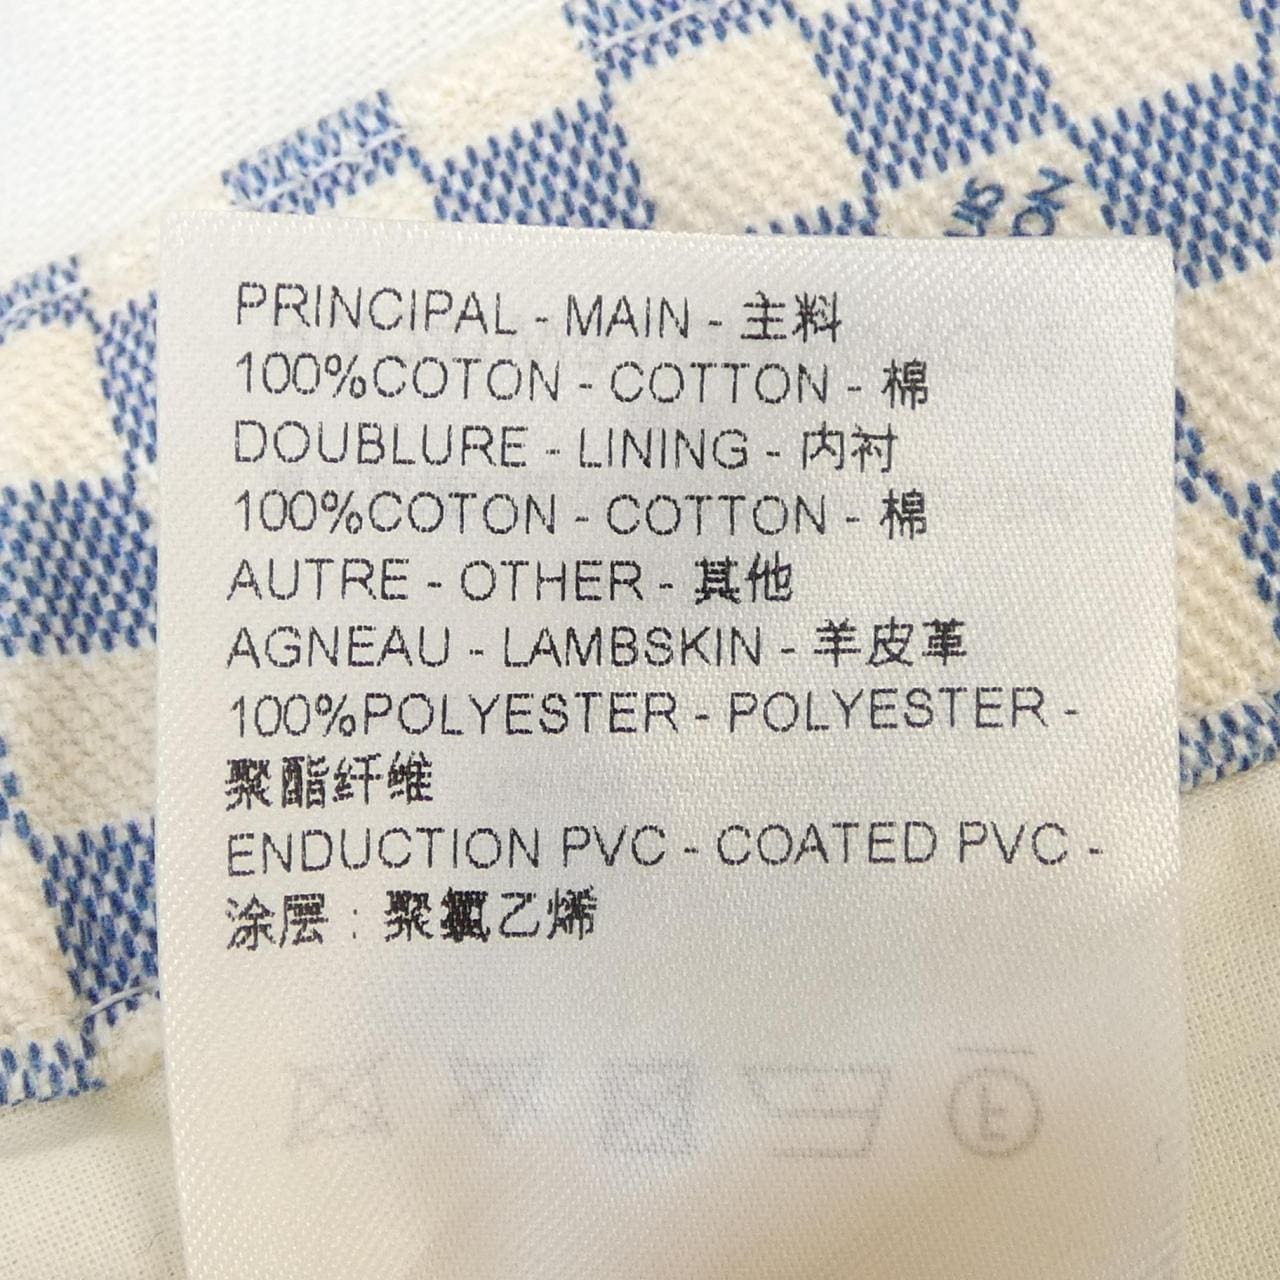 PRINCIPAL - MAIN - 主料
100%COTON - COTTON - 棉
DOUBLURE - LINING - 内衬
100%COTON - COTTON - 棉
AUTRE - OTHER - 其他
AGNEAU - LAMBSKIN - 羊皮革
100%POLYESTER - POLYESTER -
聚酯纤维
ENDUCTION PVC - COATED PVC -
涂层 : 聚氯乙烯